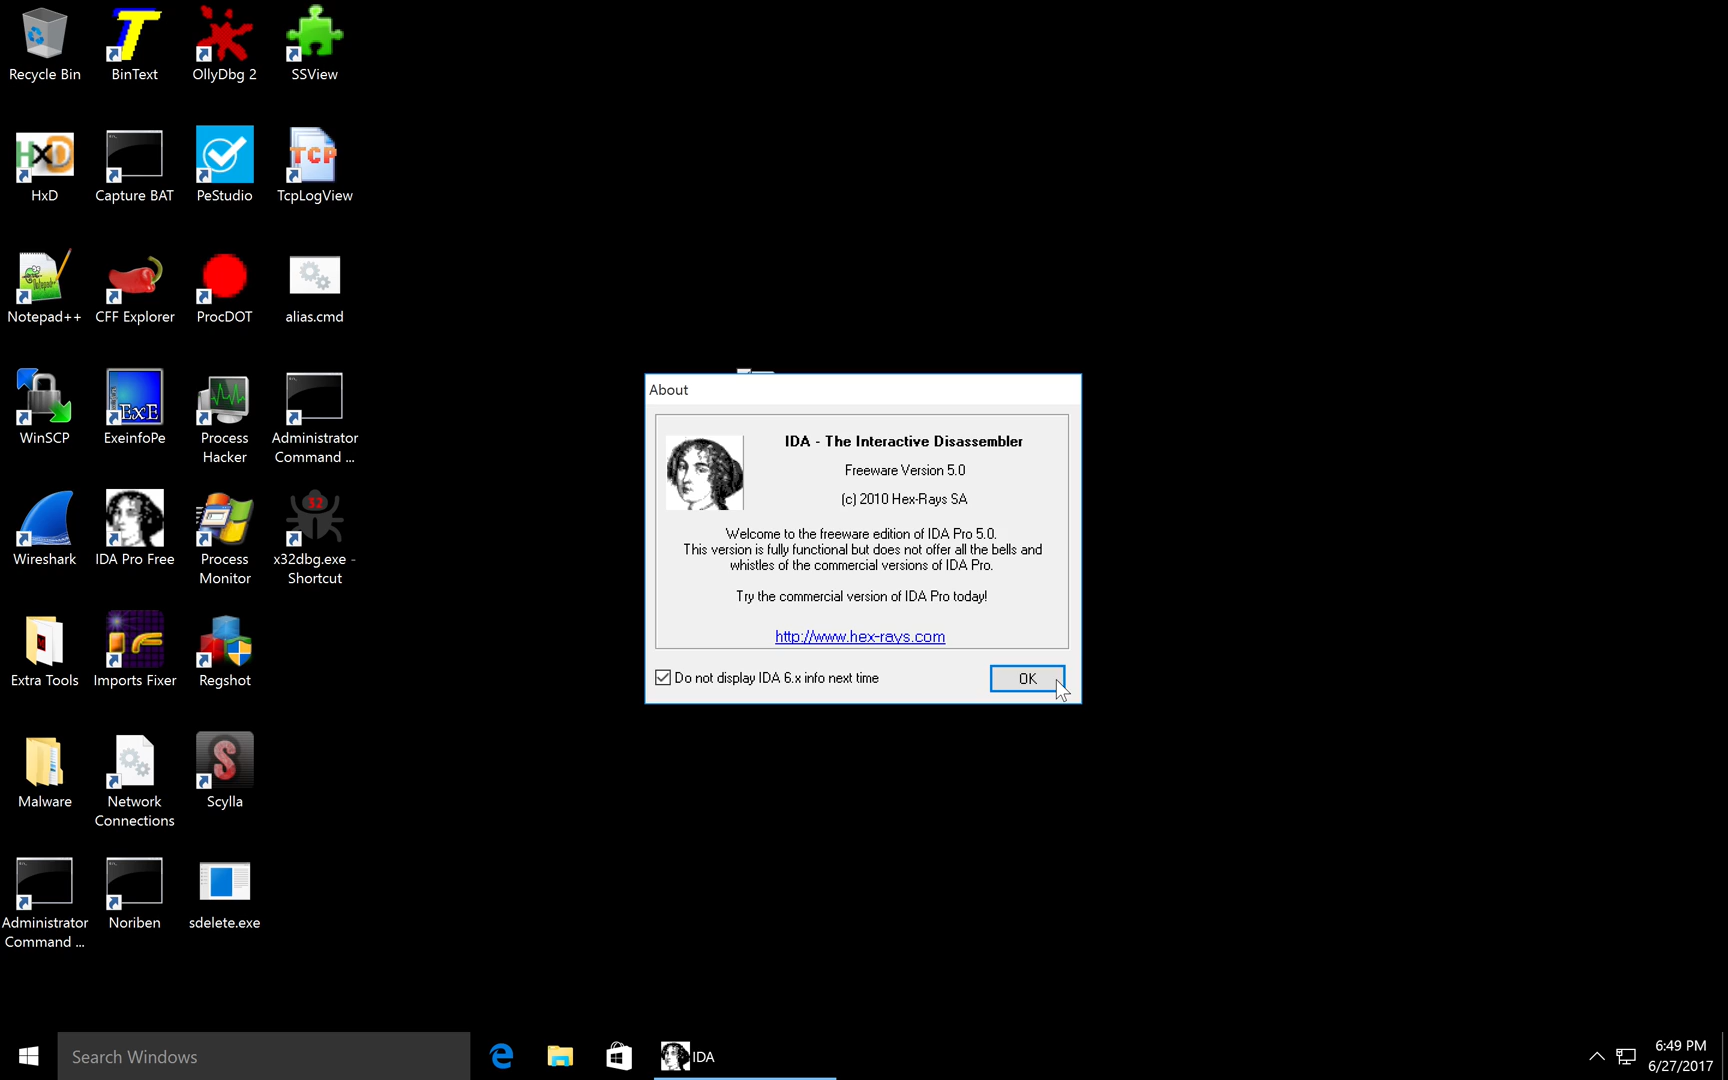 Recycle Bin
BinText
OllyDbg 2
SSView
HxD
Capture BAT
PeStudio
TCP
TcpLogView
Notepad++
CFF Explorer
ProcDOT
alias.cmd
WinSCP
ExE
ExeinfoPe
Process
Hacker
Administrator
Command ...
Wireshark
IDA Pro Free
Process
Monitor
32
x32dbg.exe -
Shortcut
Extra Tools
Imports Fixer
Regshot
Malware
Network
Connections
S
Scylla
Administrator
Command ...
Noriben
sdelete.exe
About
IDA - The Interactive Disassembler
Freeware Version 5.0
(c) 2010 Hex-Rays SA
Welcome to the freeware edition of IDA Pro 5.0.
This version is fully functional but does not offer all the bells and
whistles of the commercial versions of IDA Pro.
Try the commercial version of IDA Pro today!
http://www.hex-rays.com
Do not display IDA 6.x info next time
OK
Search Windows
IDA
6:49 PM
6/27/2017